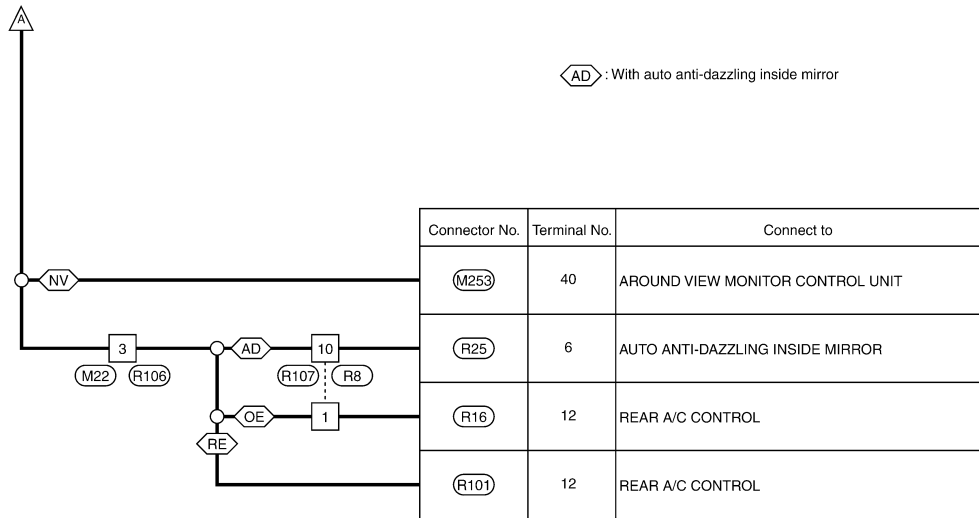 A
AD : With auto anti-dazzling inside mirror
Connector No. Terminal No. Connect to
NV M253 40 AROUND VIEW MONITOR CONTROL UNIT
3 AD 10 R25 6 AUTO ANTI-DAZZLING INSIDE MIRROR
M22 R106 R107 R8
OE 1 R16 12 REAR A/C CONTROL
RE
R101 12 REAR A/C CONTROL